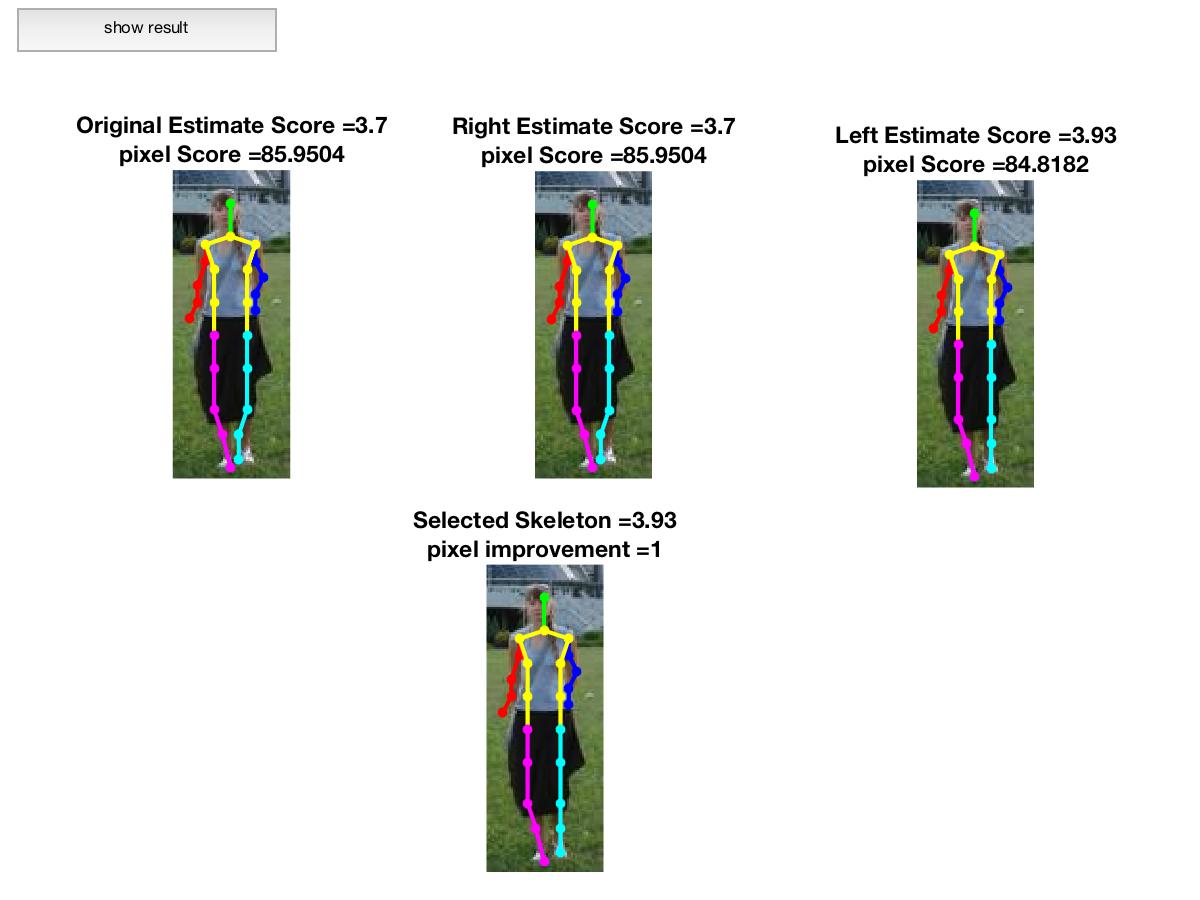 show result
Original Estimate Score =3.7
pixel Score =85.9504
Right Estimate Score =3.7
pixel Score =85.9504
Left Estimate Score =3.93
pixel Score =84.8182
Selected Skeleton =3.93
pixel improvement =1